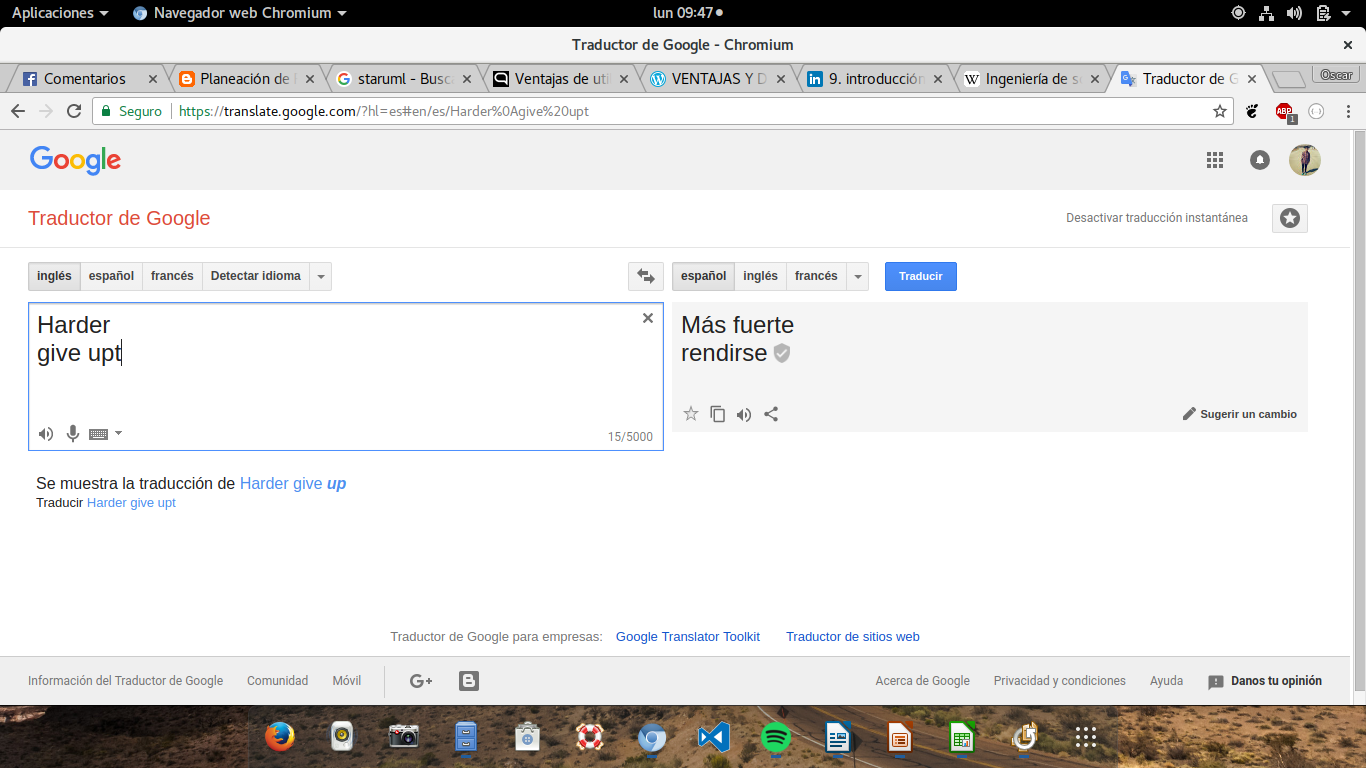 Aplicaciones
Navegador web Chromium
lun 09:47
Traductor de Google - Chromium
Comentarios
Planeación de
staruml - Busc
Ventajas de uti
VENTAJAS Y D
9. introducción
Ingeniería de s
Traductor de G
Oscar
Seguro
https://translate.google.com/?hl=es#en/es/Harder%0Agive%20upt
ABP
1
Google
Traductor de Google
Desactivar traducción instantánea
inglés
español
francés
Detectar idioma
español
inglés
francés
Traducir
Harder
give upt
Más fuerte
rendirse
15/5000
Sugerir un cambio
Se muestra la traducción de Harder give up
Traducir Harder give upt
Traductor de Google para empresas:
Google Translator Toolkit
Traductor de sitios web
Información del Traductor de Google
Comunidad
Móvil
G+
Acerca de Google
Privacidad y condiciones
Ayuda
Danos tu opinión